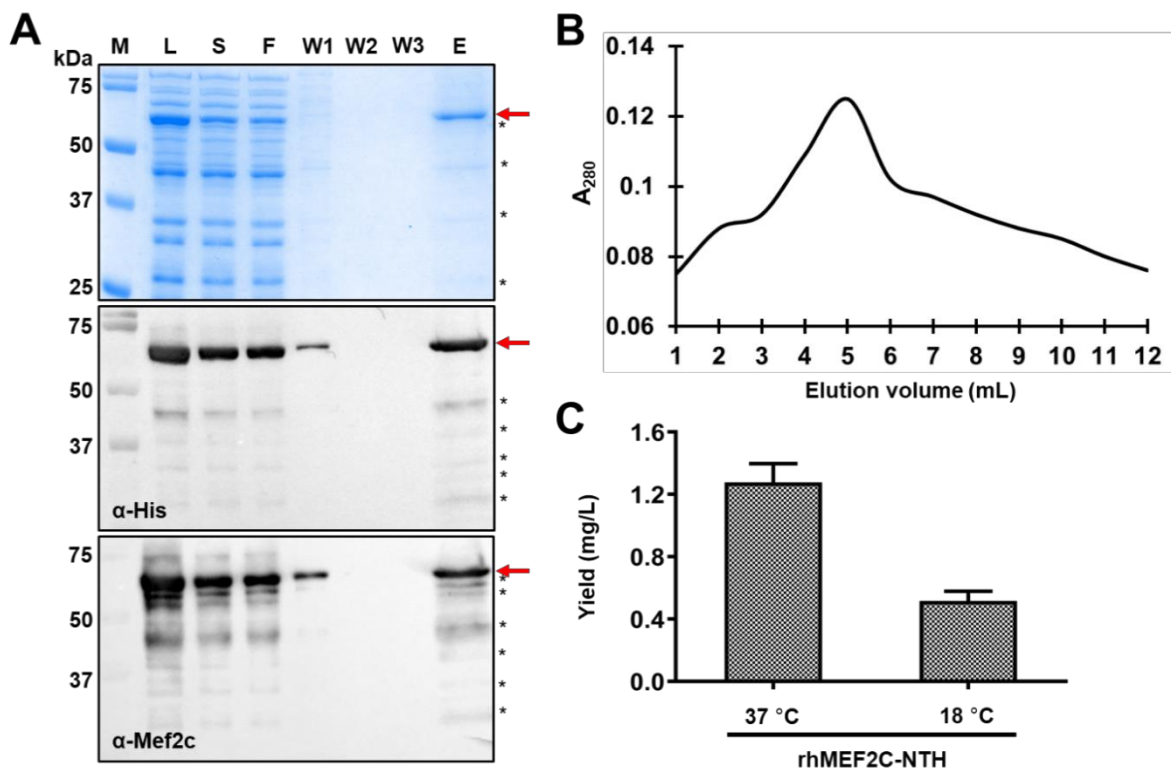 A
M L S F W1 W2 W3 E
kDa
75
50
37
25
*
*
*
*
75
50
37
α-His
*
*
*
*
*
75
50
37
α-Mef2c
*
*
*
*
*
*
B
0.14
0.12
0.1
0.08
0.06
A280
1 2 3 4 5 6 7 8 9 10 11 12
Elution volume (mL)
C
1.6
1.2
0.8
0.4
0.0
Yield (mg/L)
37 °C 18 °C
rhMEF2C-NTH